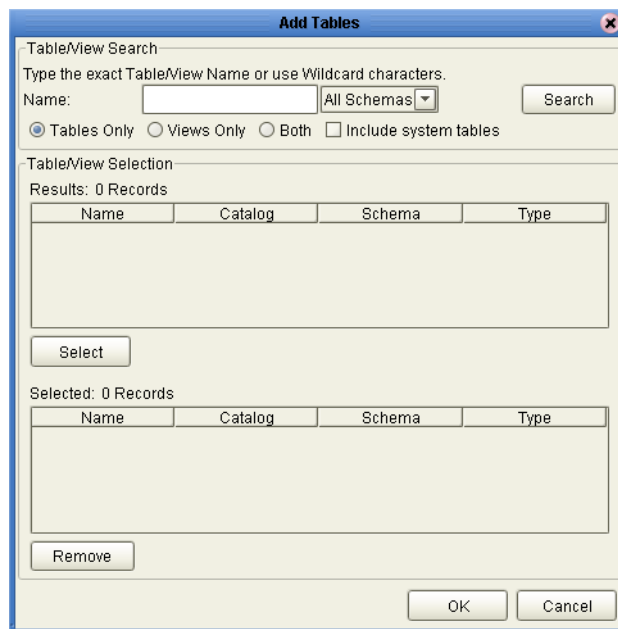 Add Tables
Table/View Search
Type the exact Table/View Name or use Wildcard characters.
Name: All Schemas Search
Tables Only Views Only Both Include system tables
Table/View Selection
Results: 0 Records
Name Catalog Schema Type
Select
Selected: 0 Records
Name Catalog Schema Type
Remove
OK Cancel